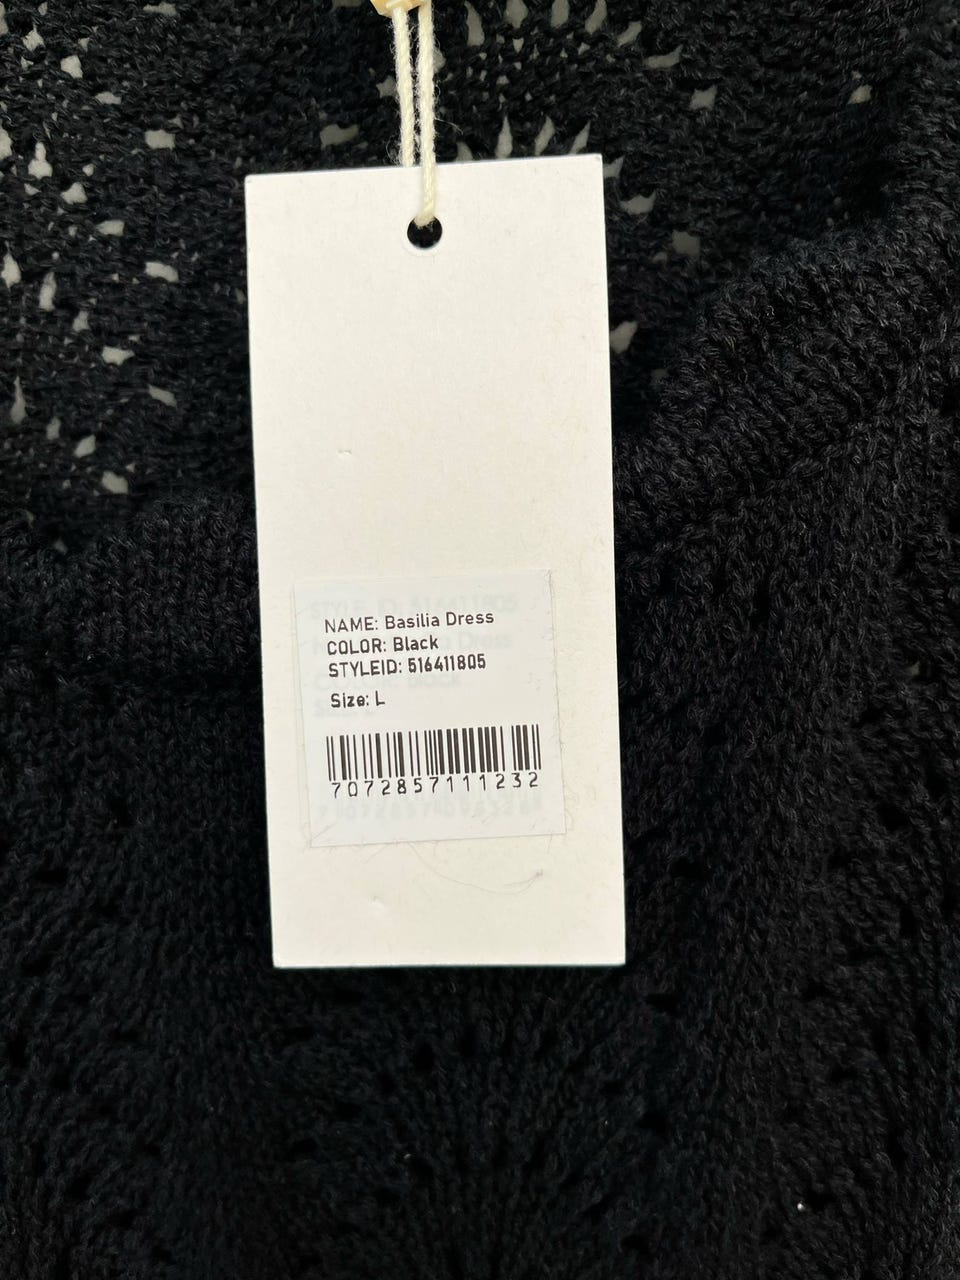 NAME: Basilia Dress
COLOR: Black
STYLEID: 516411805
Size: L
7072857111232